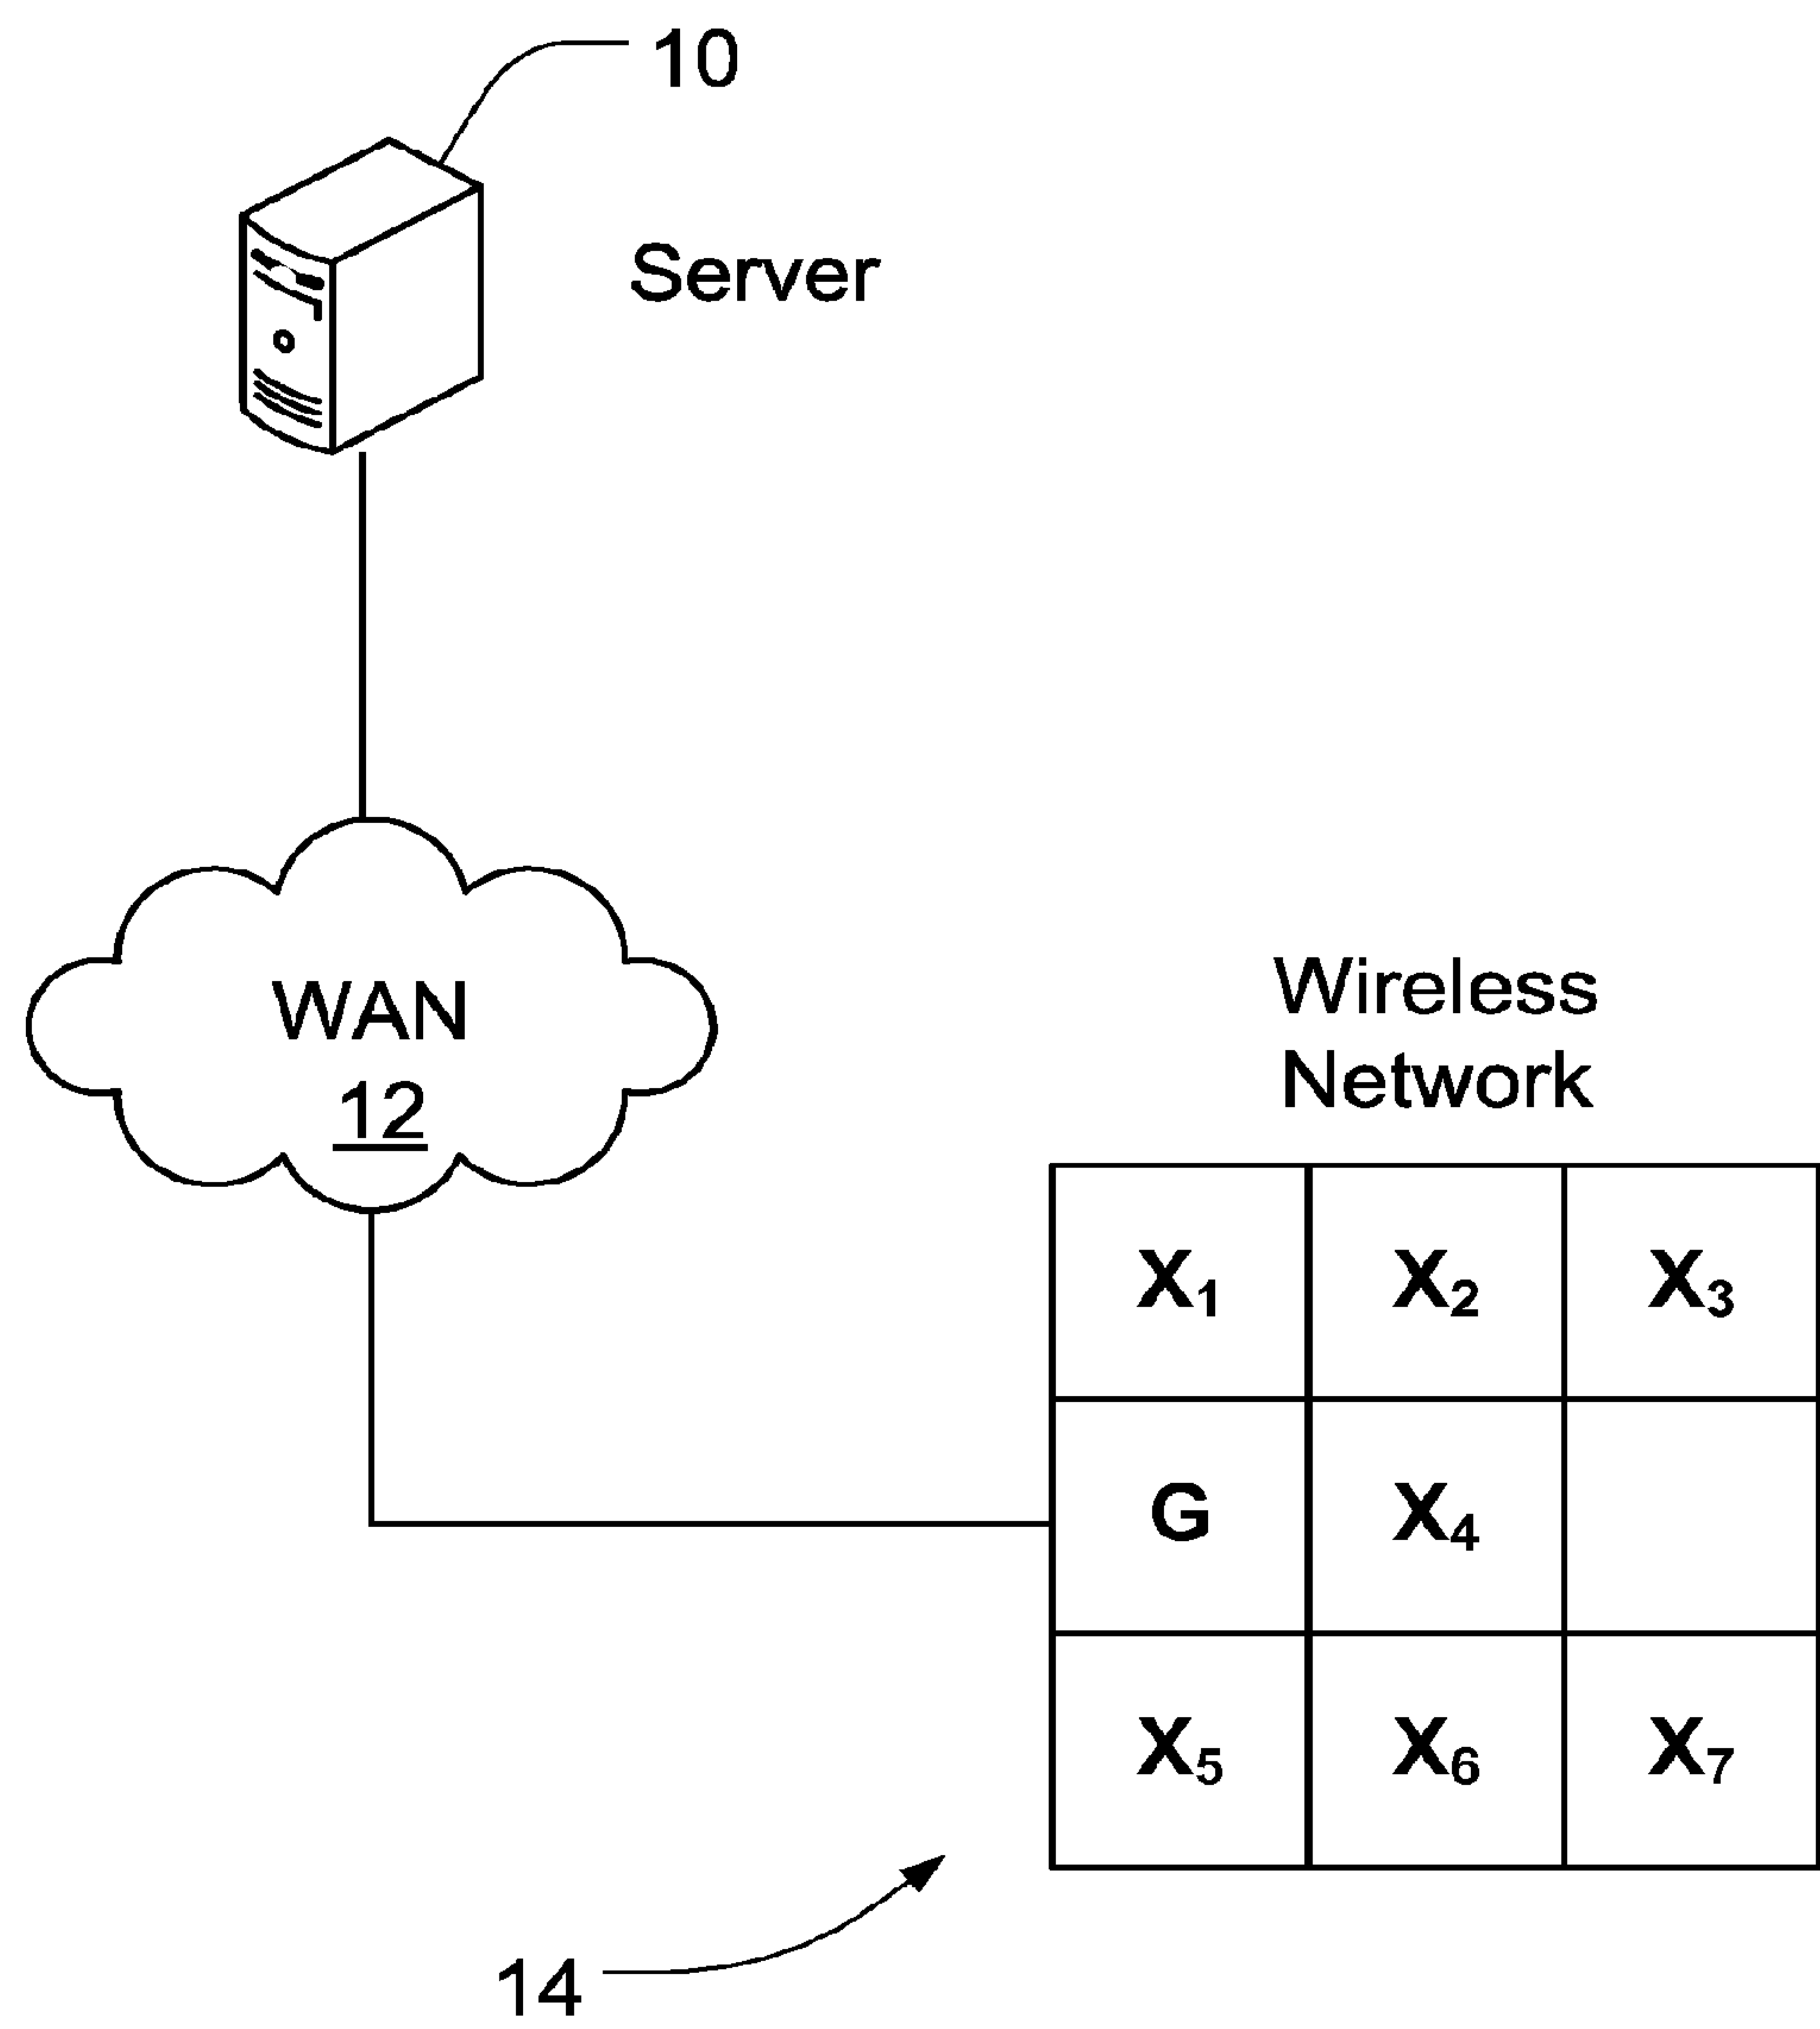 10
Server
WAN
12
Wireless
Network
X₁ X₂ X₃
G X₄
X₅ X₆ X₇
14